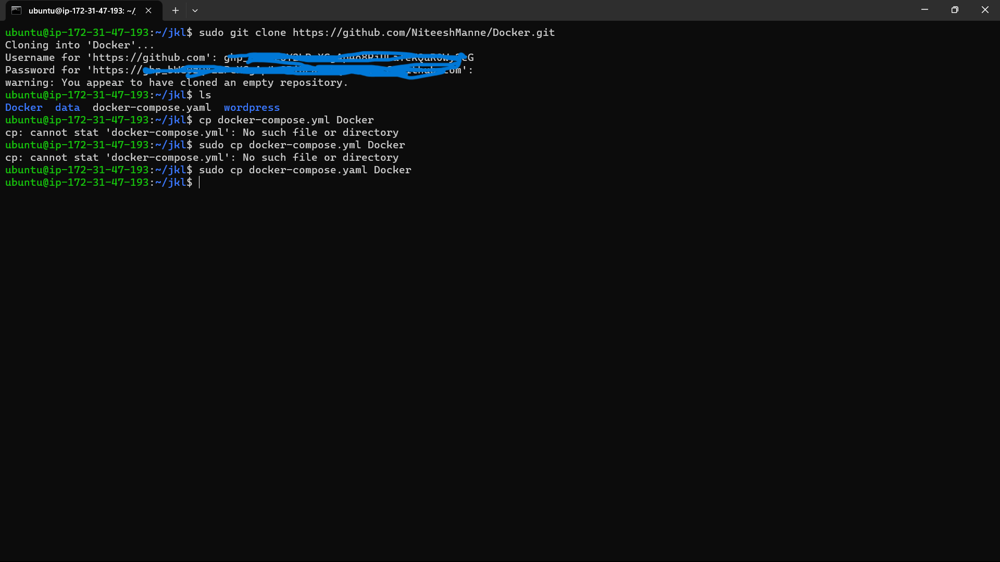 ubuntu@ip-172-31-47-193: ~/
ubuntu@ip-172-31-47-193:~/jkl$ sudo git clone https://github.com/NiteeshManne/Docker.git
Cloning into 'Docker'...
Username for 'https://github.com':
Password for 'https://
warning: You appear to have cloned an empty repository.
ubuntu@ip-172-31-47-193:~/jkl$ ls
Docker  data  docker-compose.yaml  wordpress
ubuntu@ip-172-31-47-193:~/jkl$ cp docker-compose.yml Docker
cp: cannot stat 'docker-compose.yml': No such file or directory
ubuntu@ip-172-31-47-193:~/jkl$ sudo cp docker-compose.yml Docker
cp: cannot stat 'docker-compose.yml': No such file or directory
ubuntu@ip-172-31-47-193:~/jkl$ sudo cp docker-compose.yaml Docker
ubuntu@ip-172-31-47-193:~/jkl$